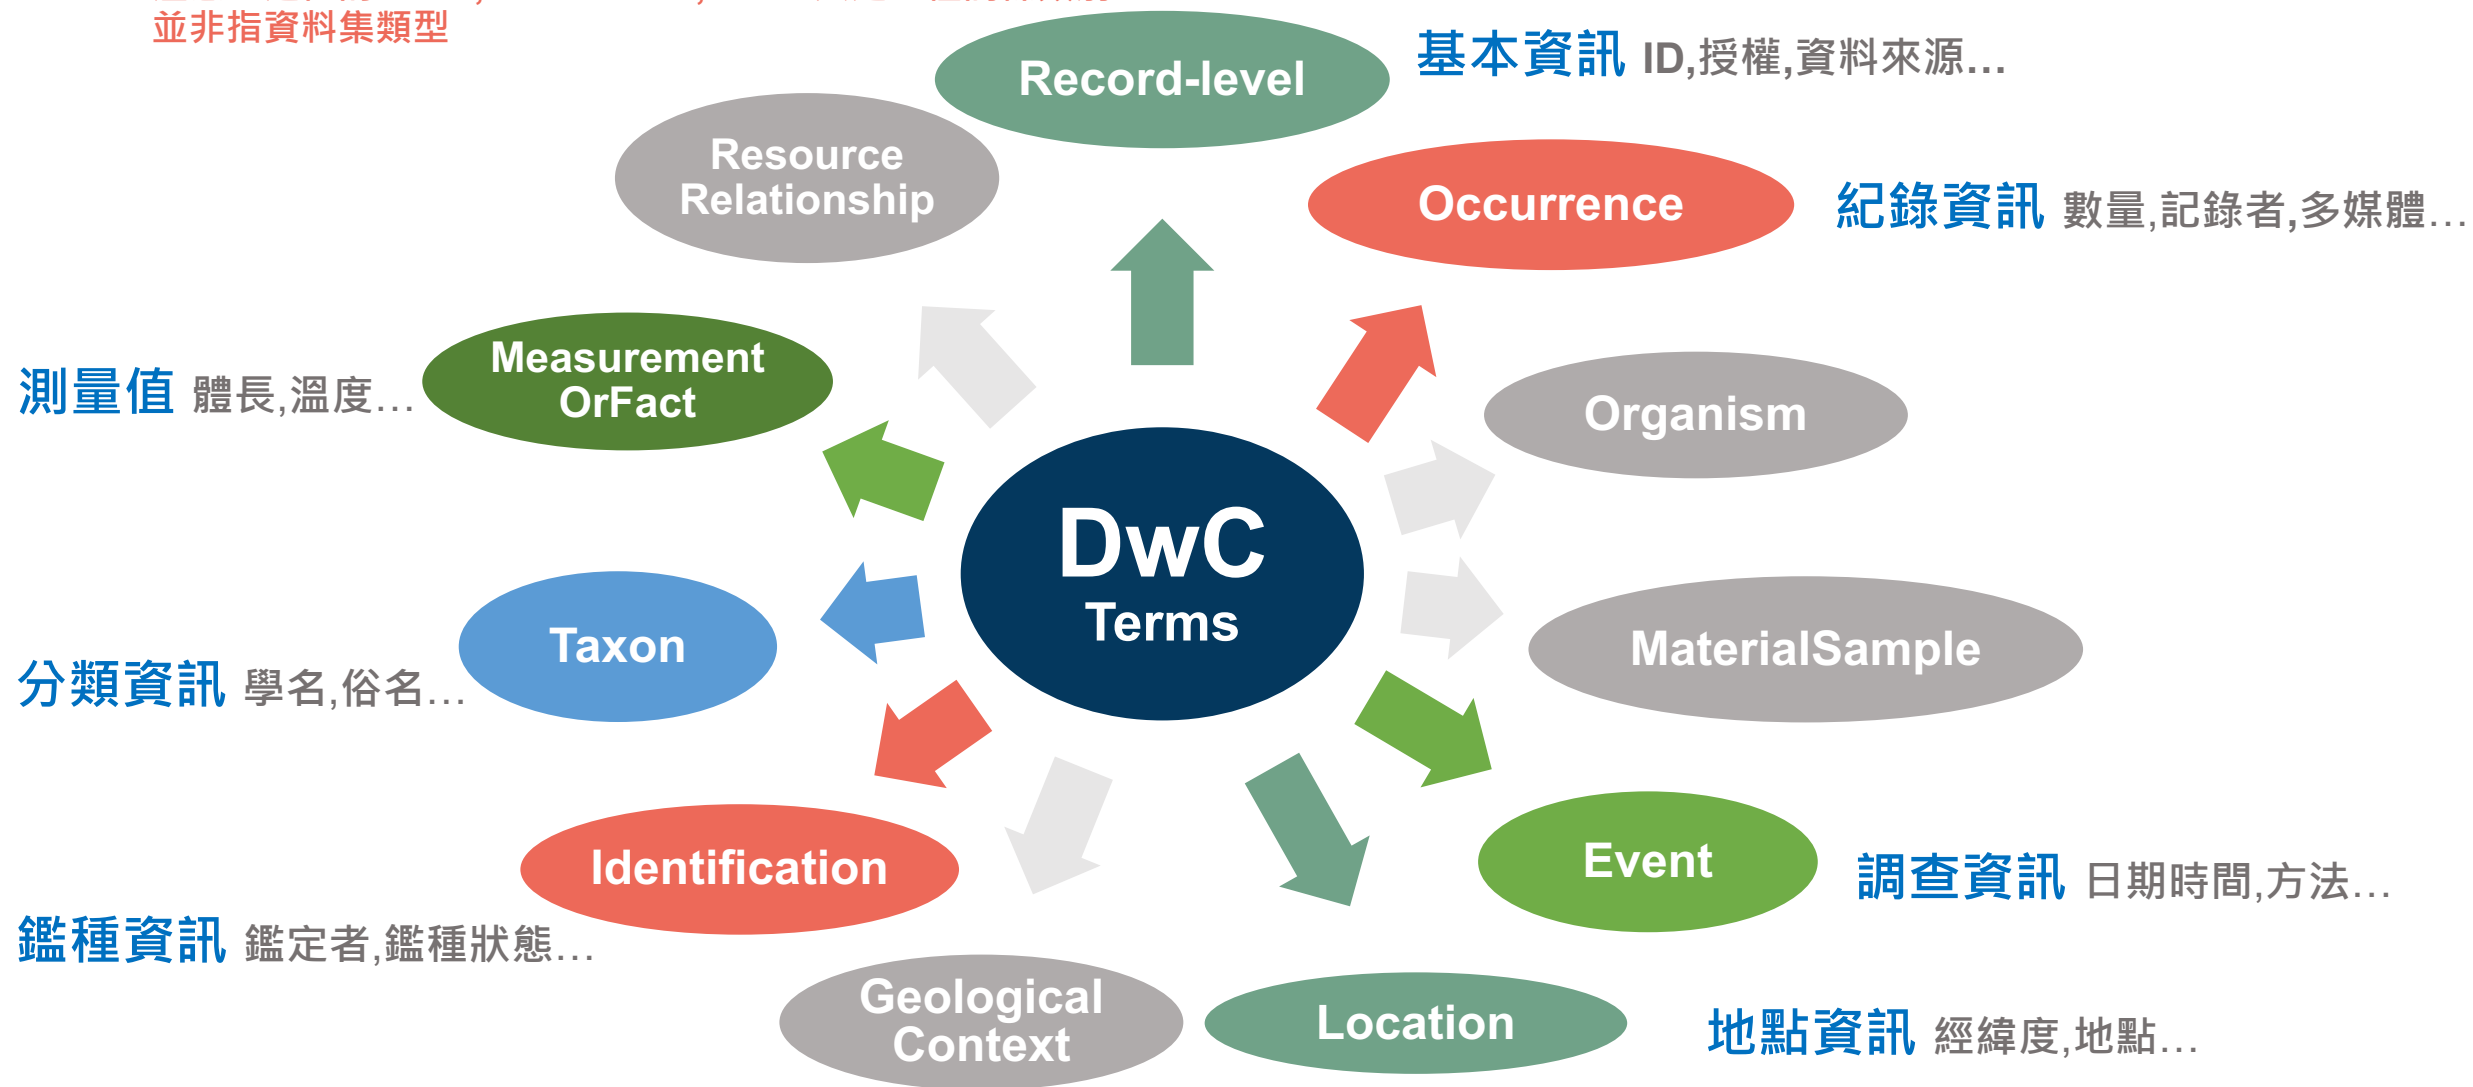 並非指資料集類型
Record-level
基本資訊 ID,授權,資料來源...
Resource
Relationship
Occurrence
紀錄資訊 數量,記錄者,多媒體...
Measurement
OrFact
測量值 體長,溫度...
Organism
DwC
Terms
Taxon
分類資訊 學名,俗名...
MaterialSample
Identification
鑑種資訊 鑑定者,鑑種狀態...
Event
調查資訊 日期時間,方法...
Geological
Context
Location
地點資訊 經緯度,地點...